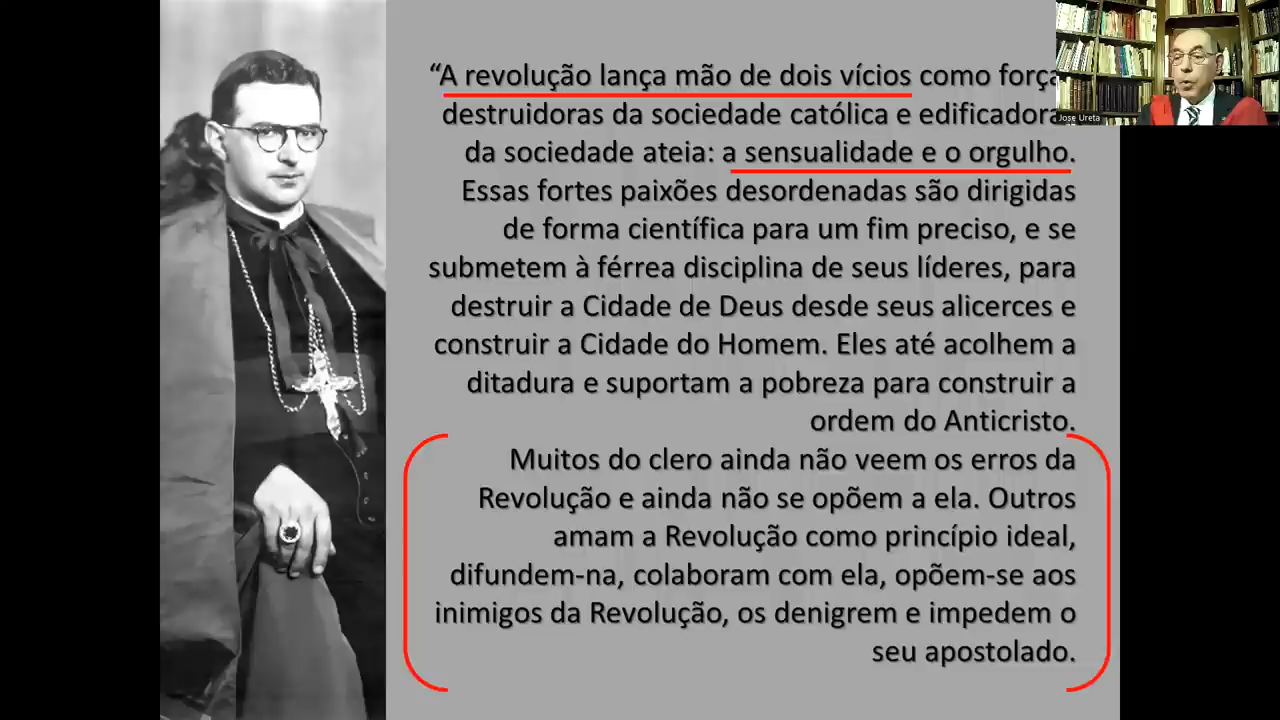 “A revolução lança mão de dois vícios como força
destruidoras da sociedade católica e edificadora
da sociedade ateia: a sensualidade e o orgulho.
Essas fortes paixões desordenadas são dirigidas
de forma científica para um fim preciso, e se
submetem à férrea disciplina de seus líderes, para
destruir a Cidade de Deus desde seus alicerces e
construir a Cidade do Homem. Eles até acolhem a
ditadura e suportam a pobreza para construir a
ordem do Anticristo.
Muitos do clero ainda não veem os erros da
Revolução e ainda não se opõem a ela. Outros
amam a Revolução como princípio ideal,
difundem-na, colaboram com ela, opõem-se aos
inimigos da Revolução, os denigrem e impedem o
seu apostolado.
Jose Ureta